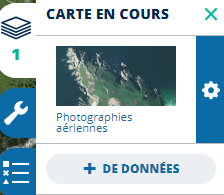 CARTE EN COURS
1
Photographies
aériennes
+ DE DONNÉES